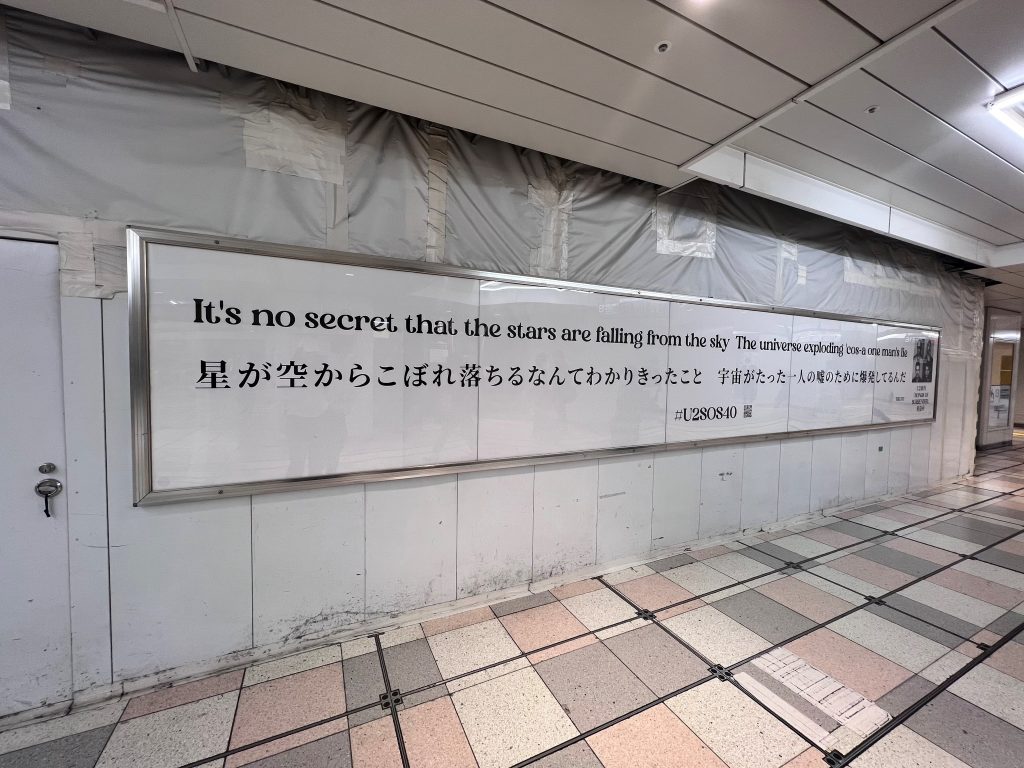 It's no secret that the stars are falling from the sky The universe exploding 'cos-a one man's lie
星が空からこぼれ落ちるなんてわかりきったこと 宇宙がたった一人の嘘のために爆発してるんだ
#U2SOS40